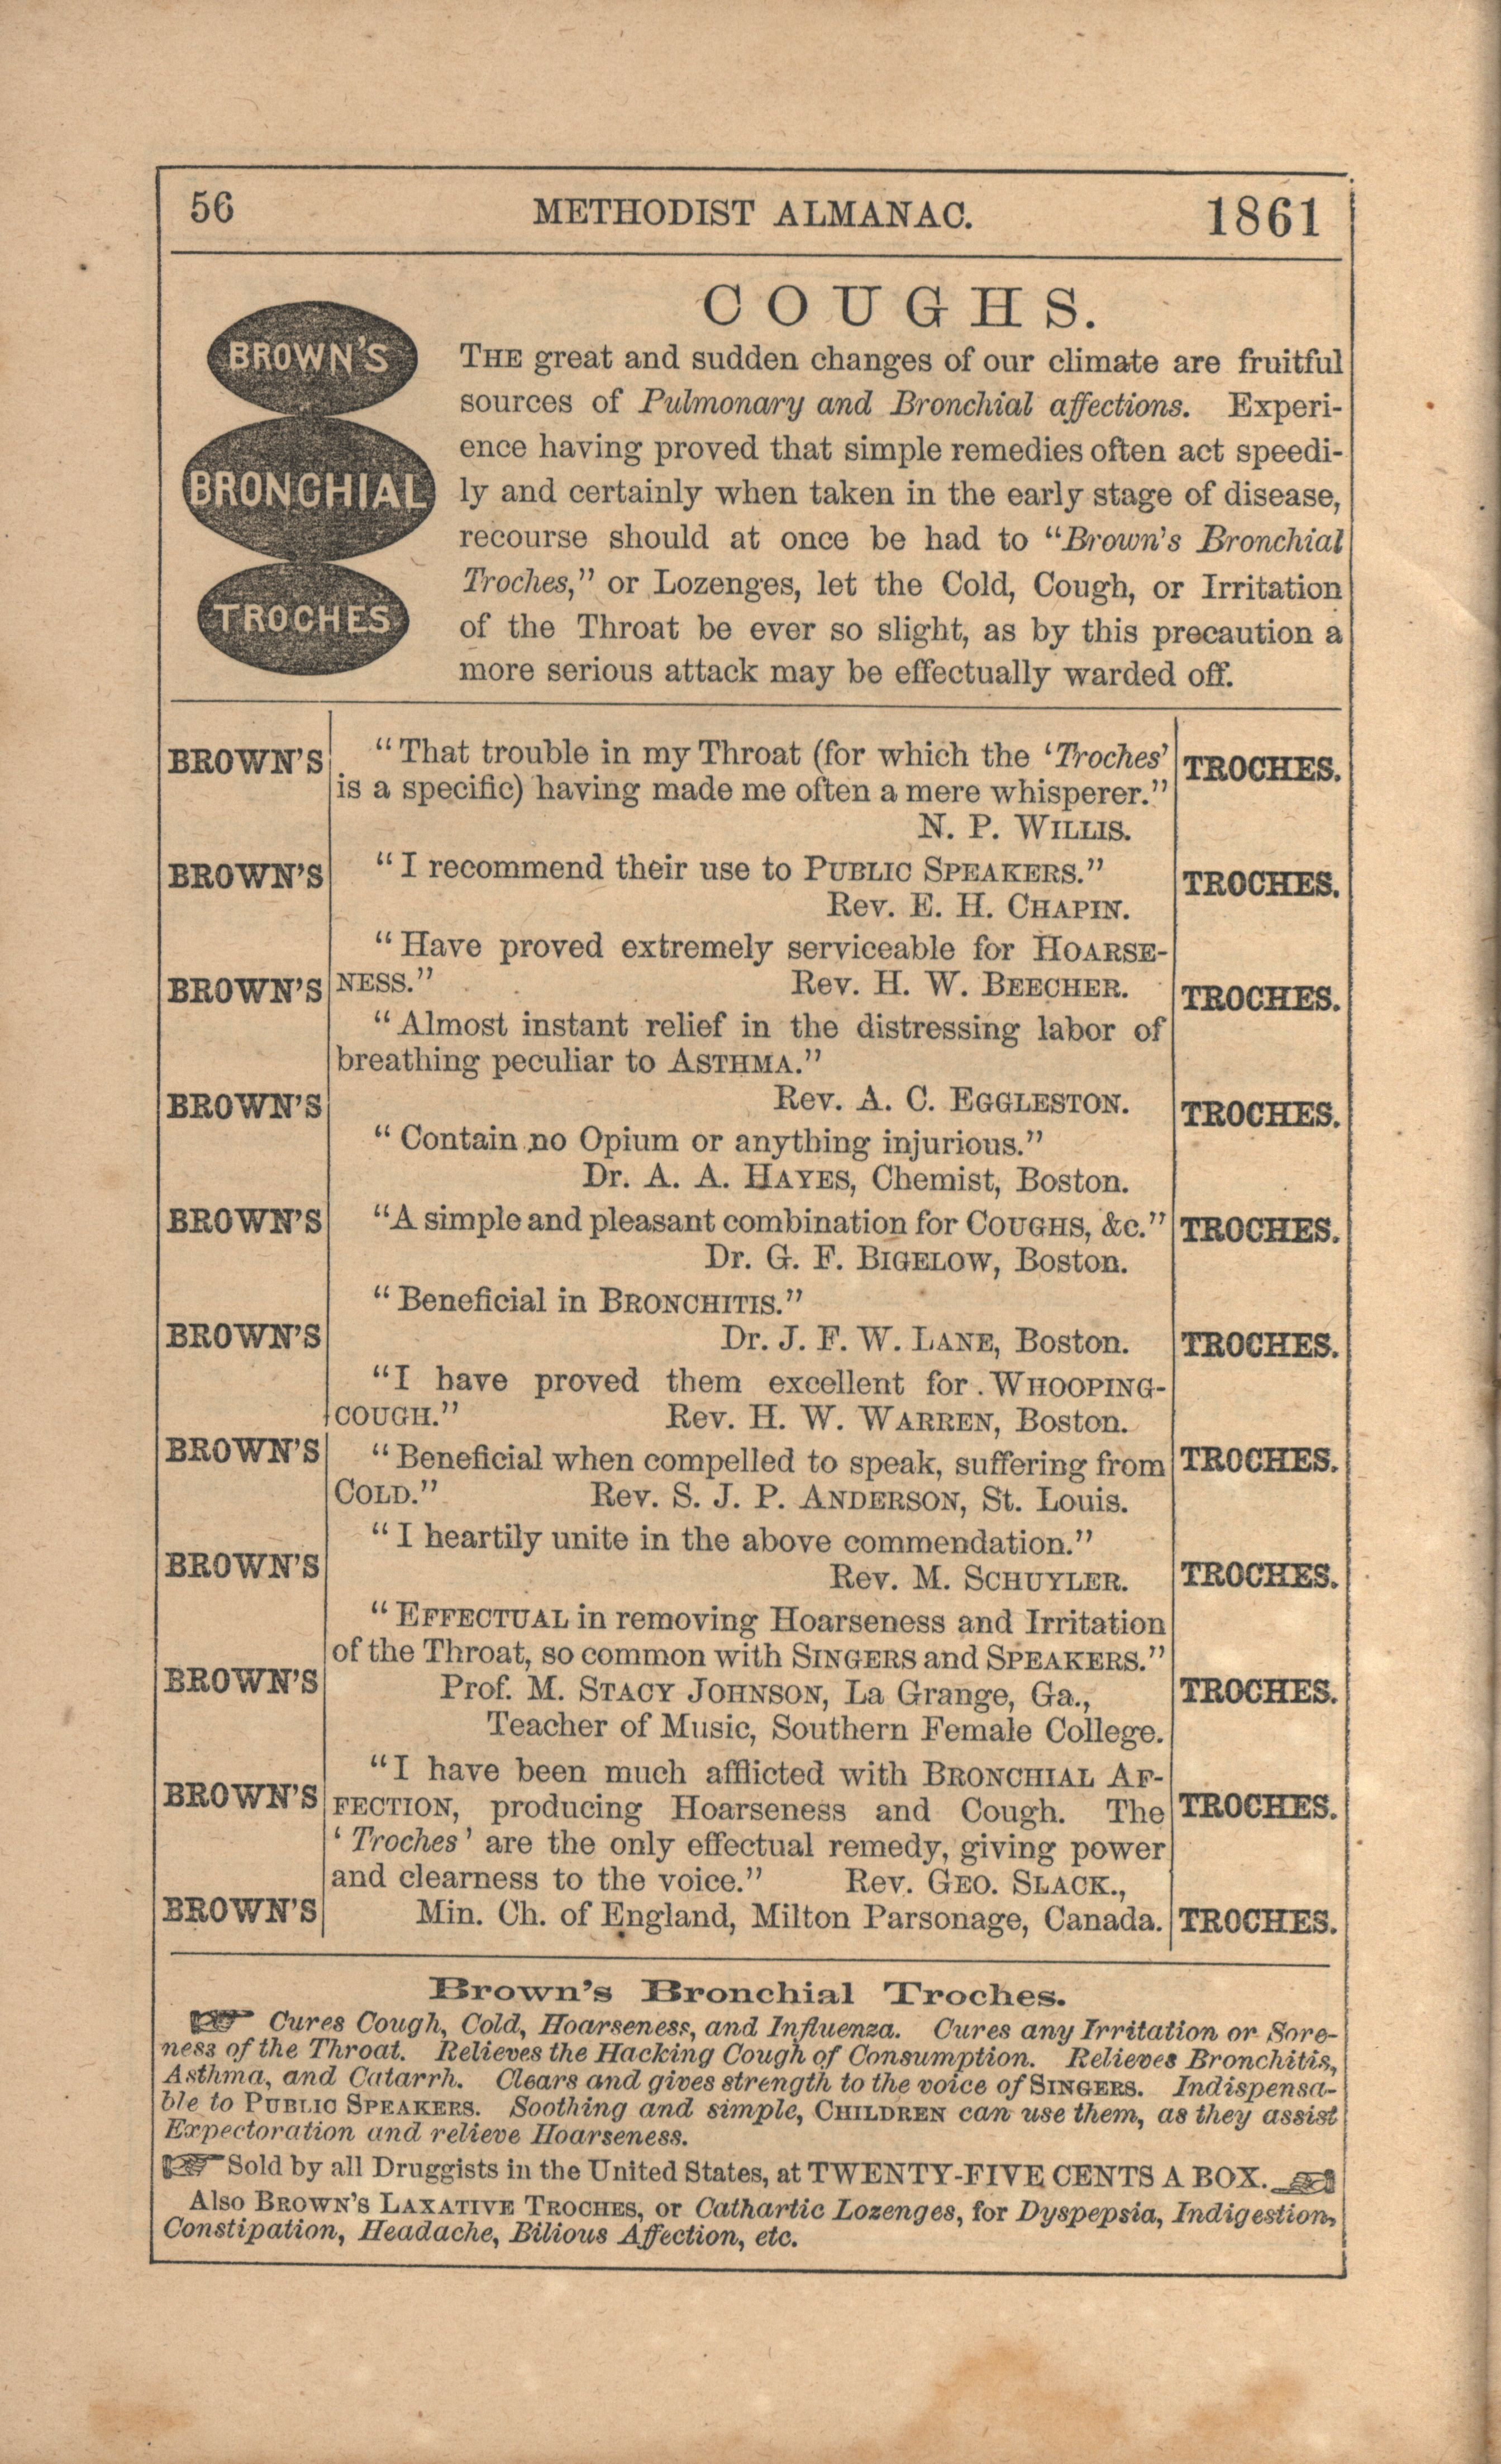 56 METHODIST ALMANAC. 1861
BROWN'S
BRONCHIAL
TROCHES
COUGHS.
THE great and sudden changes of our climate are fruitful
sources of Pulmonary and Bronchial affections. Experi-
ence having proved that simple remedies often act speedi-
ly and certainly when taken in the early stage of disease,
recourse should at once be had to “Brown's Bronchial
Troches,” or Lozenges, let the Cold, Cough, or Irritation
of the Throat be ever so slight, as by this precaution a
more serious attack may be effectually warded off.
BROWN'S
BROWN'S
BROWN'S
BROWN'S
BROWN'S
BROWN'S
BROWN'S
BROWN'S
BROWN'S
BROWN'S
BROWN'S
“That trouble in my Throat (for which the ‘Troches’
is a specific) having made me often a mere whisperer.”
N. P. WILLIS.
“I recommend their use to PUBLIC SPEAKERS.”
Rev. E. H. CHAPIN.
“Have proved extremely serviceable for HOARSE-
NESS.” Rev. H. W. BEECHER.
“Almost instant relief in the distressing labor of
breathing peculiar to ASTHMA.”
Rev. A. C. EGGLESTON.
“Contain no Opium or anything injurious.”
Dr. A. A. HAYES, Chemist, Boston.
“A simple and pleasant combination for COUGHS, &c.”
Dr. G. F. BIGELOW, Boston.
“Beneficial in BRONCHITIS.”
Dr. J. F. W. LANE, Boston.
“I have proved them excellent for WHOOPING-
COUGH.” Rev. H. W. WARREN, Boston.
“Beneficial when compelled to speak, suffering from
COLD.” Rev. S. J. P. ANDERSON, St. Louis.
“I heartily unite in the above commendation.”
Rev. M. SCHUYLER.
“EFFECTUAL in removing Hoarseness and Irritation
of the Throat, so common with SINGERS and SPEAKERS.”
Prof. M. STACY JOHNSON, La Grange, Ga.,
Teacher of Music, Southern Female College.
“I have been much afflicted with BRONCHIAL AF-
FECTION, producing Hoarseness and Cough. The
‘Troches’ are the only effectual remedy, giving power
and clearness to the voice.” Rev. GEO. SLACK.,
Min. Ch. of England, Milton Parsonage, Canada.
TROCHES.
TROCHES.
TROCHES.
TROCHES.
TROCHES.
TROCHES.
TROCHES.
TROCHES.
TROCHES.
TROCHES.
TROCHES.
Brown's Bronchial Troches.
☞ Cures Cough, Cold, Hoarseness, and Influenza. Cures any Irritation or Sore-
ness of the Throat. Relieves the Hacking Cough of Consumption. Relieves Bronchitis,
Asthma, and Catarrh. Clears and gives strength to the voice of SINGERS. Indispensa-
ble to PUBLIC SPEAKERS. Soothing and simple, CHILDREN can use them, as they assist
Expectoration and relieve Hoarseness.
☞ Sold by all Druggists in the United States, at TWENTY-FIVE CENTS A BOX. ☜
Also BROWN'S LAXATIVE TROCHES, or Cathartic Lozenges, for Dyspepsia, Indigestion,
Constipation, Headache, Bilious Affection, etc.